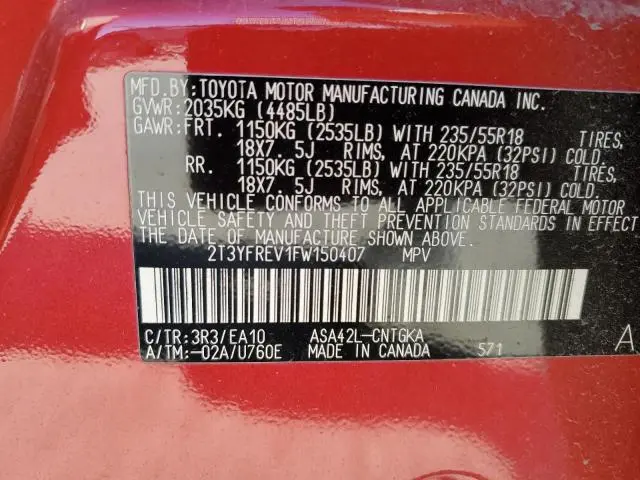 MFD.BY:TOYOTA MOTOR MANUFACTURING CANADA INC.
GVWR:2035KG (4485LB)
GAWR:FRT. 1150KG (2535LB) WITH 235/55R18 TIRES,
18X7. 5J RIMS, AT 220KPA (32PSI) COLD.
RR. 1150KG (2535LB) WITH 235/55R18 TIRES,
18X7. 5J RIMS, AT 220KPA (32PSI) COLD.
THIS VEHICLE CONFORMS TO ALL APPLICABLE FEDERAL MOTOR
VEHICLE SAFETY AND THEFT PREVENTION STANDARDS IN EFFECT
THE DATE OF MANUFACTURE SHOWN ABOVE.
2T3YFREV1FW150407 MPV
C/TR:3R3/EA10 ASA42L-CNTGKA
A/TM:-02A/U760E MADE IN CANADA 571 A